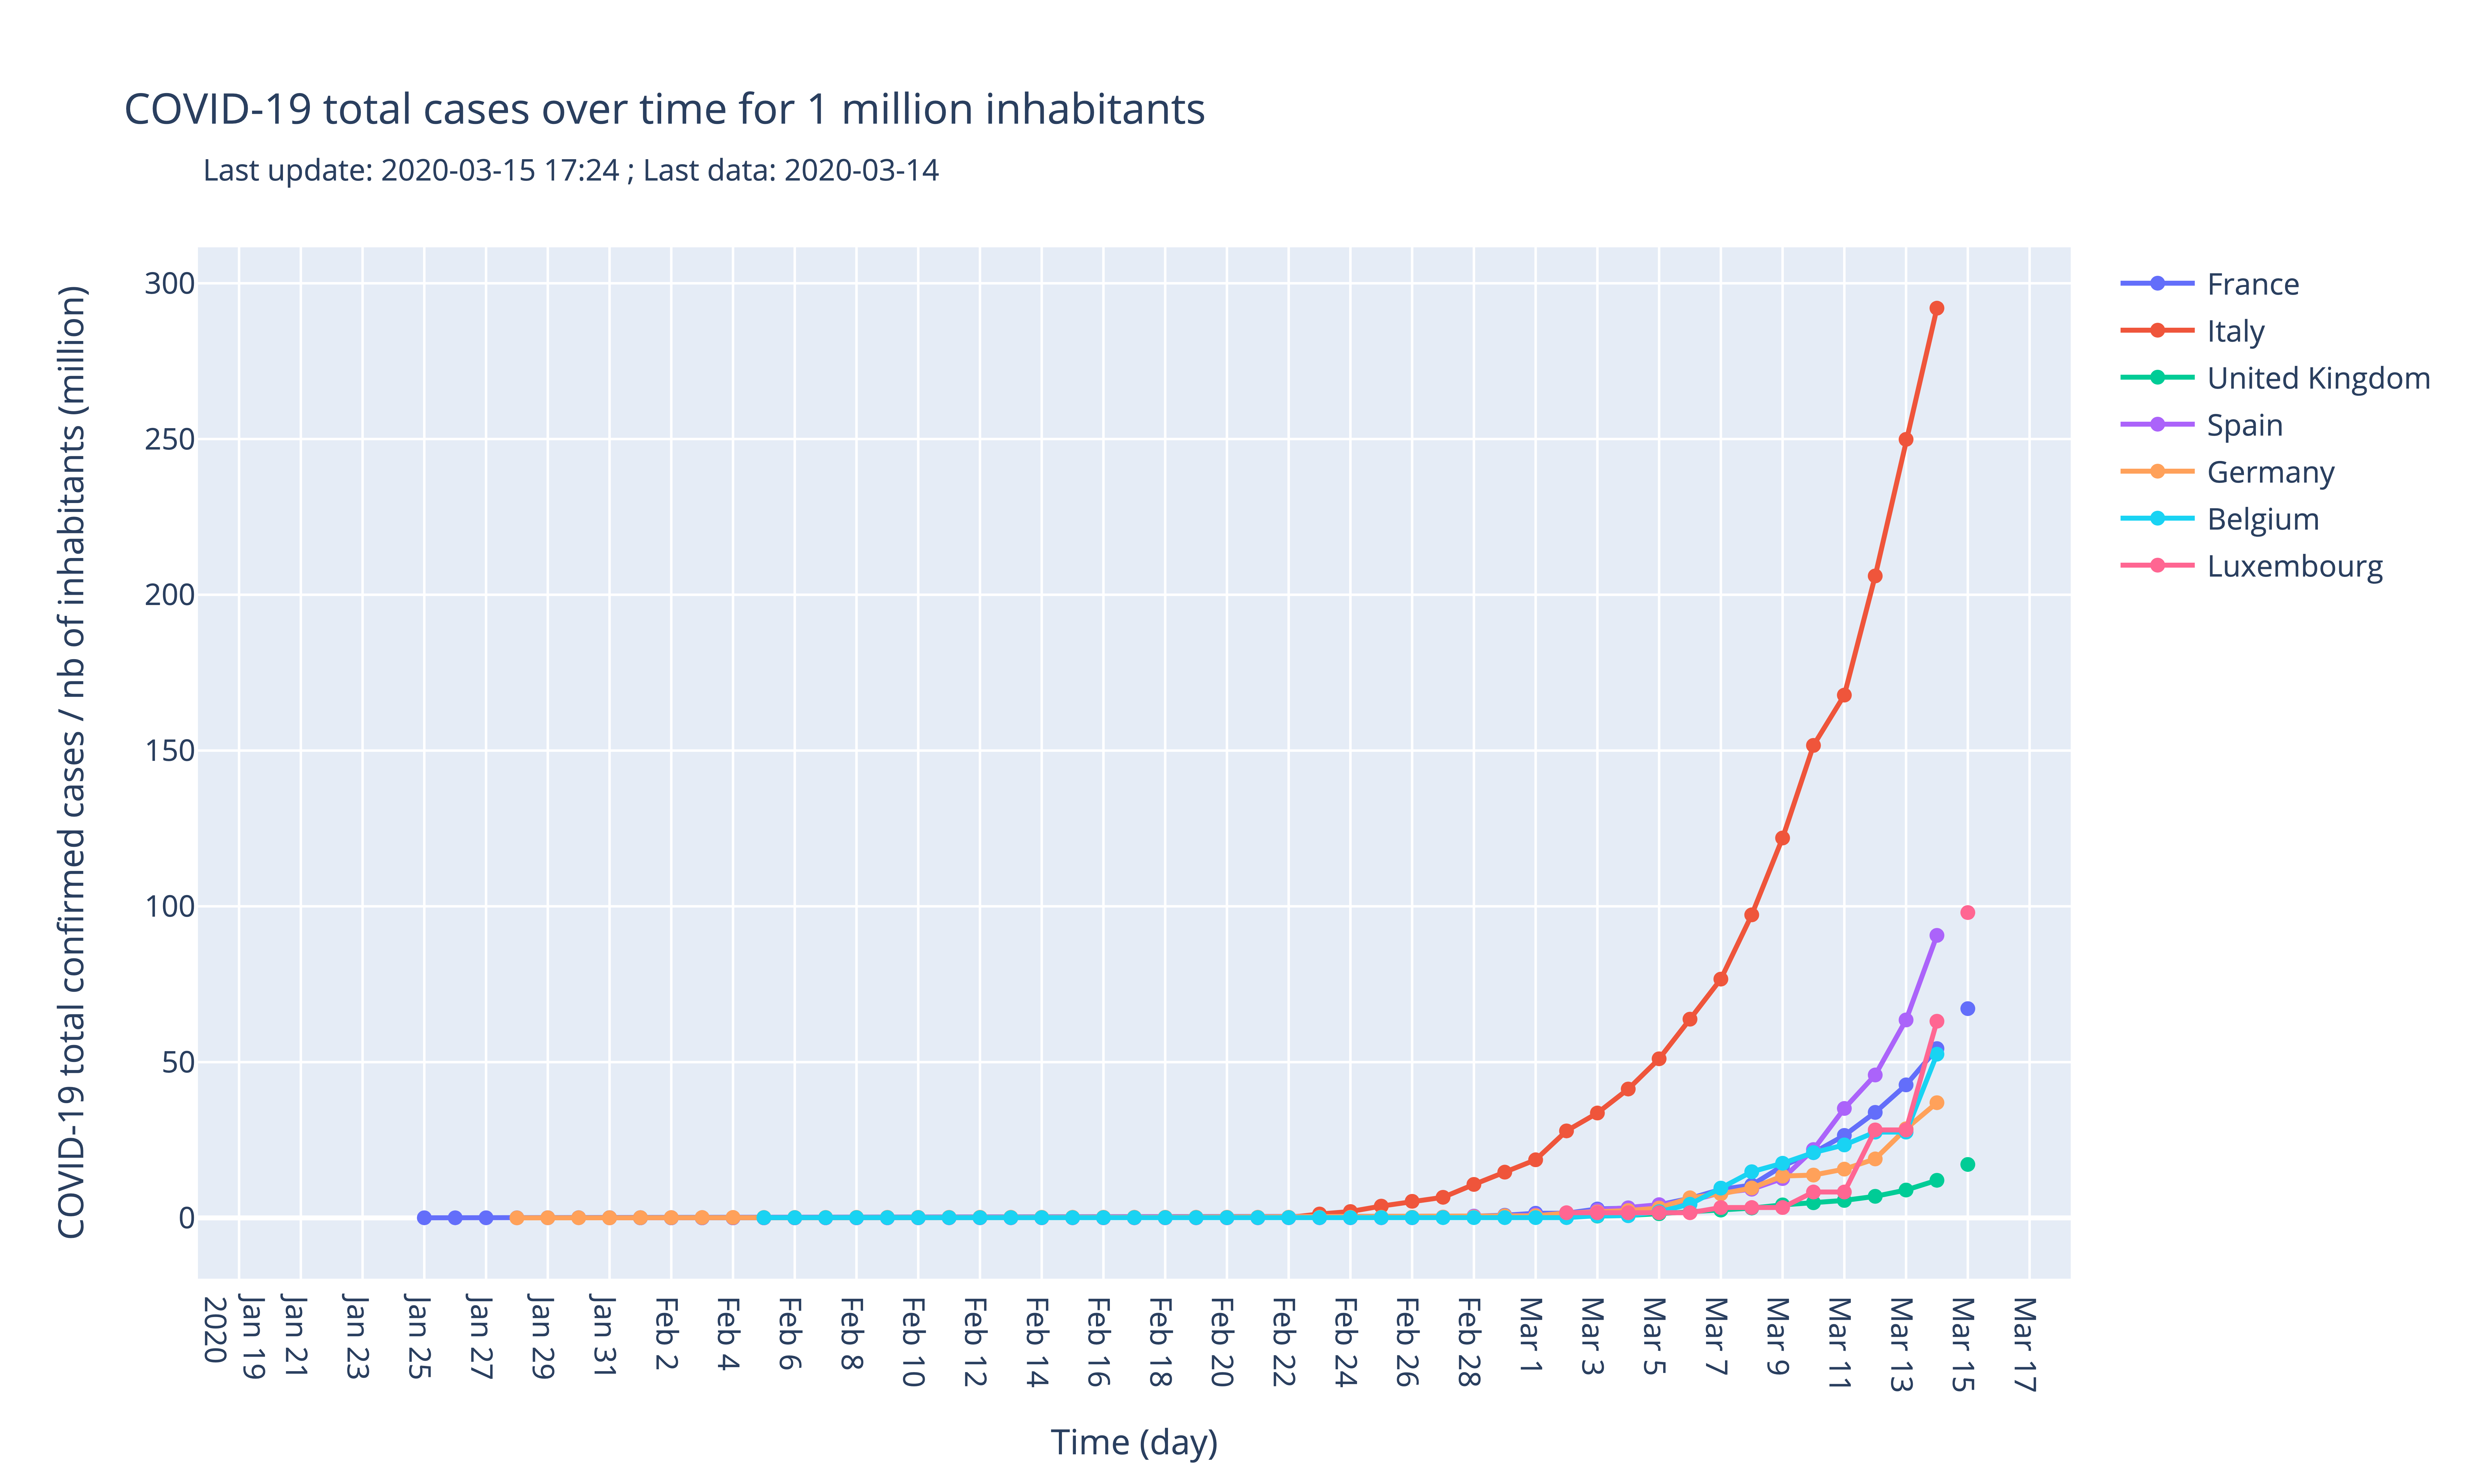 COVID-19 total cases over time for 1 million inhabitants
Last update: 2020-03-15 17:24 ; Last data: 2020-03-14
COVID-19 total confirmed cases / nb of inhabitants (million)
300
250
200
150
100
50
0
France
Italy
United Kingdom
Spain
Germany
Belgium
Luxembourg
Jan 19
2020
Jan 21
Jan 23
Jan 25
Jan 27
Jan 29
Jan 31
Feb 2
Feb 4
Feb 6
Feb 8
Feb 10
Feb 12
Feb 14
Feb 16
Feb 18
Feb 20
Feb 22
Feb 24
Feb 26
Feb 28
Mar 1
Mar 3
Mar 5
Mar 7
Mar 9
Mar 11
Mar 13
Mar 15
Mar 17
Time (day)